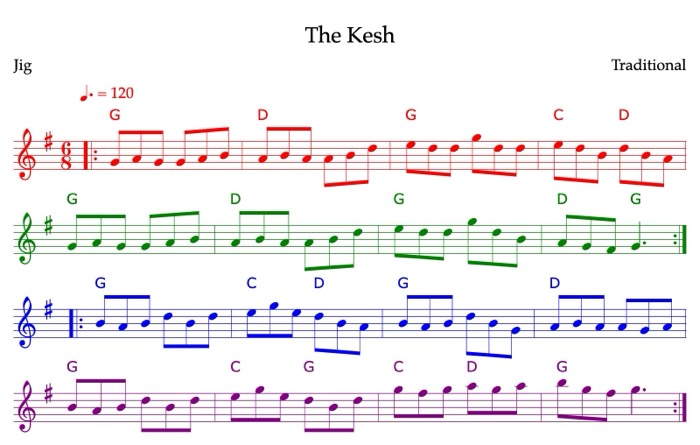 The Kesh
Jig Traditional
♩. = 120
G D G C D
6
8
G D G D G
G C D G D
G C G C D G